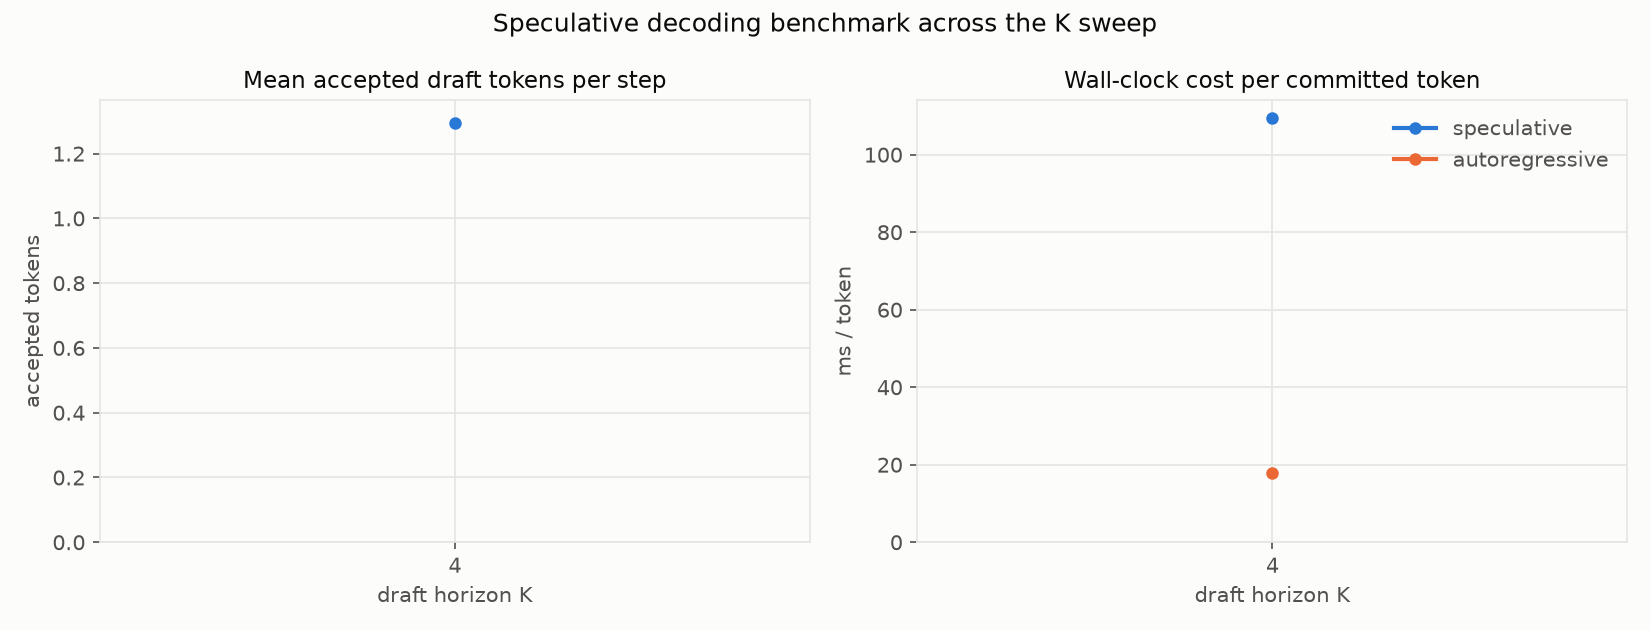 Speculative decoding benchmark across the K sweep
Mean accepted draft tokens per step
accepted tokens
1.2
1.0
0.8
0.6
0.4
0.2
0.0
4
draft horizon K
Wall-clock cost per committed token
ms / token
100
80
60
40
20
0
4
draft horizon K
speculative
autoregressive